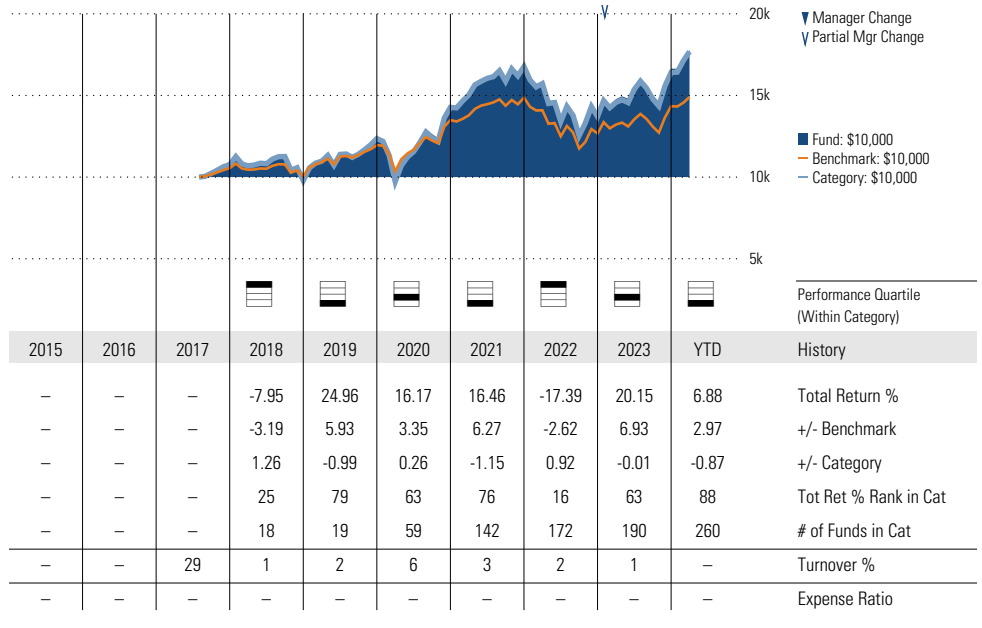 20k
▼ Manager Change
∨ Partial Mgr Change
15k
Fund: $10,000
Benchmark: $10,000
10k
Category: $10,000
5k
Performance Quartile
(Within Category)
2015 2016 2017 2018 2019 2020 2021 2022 2023 YTD History
– – – -7.95 24.96 16.17 16.46 -17.39 20.15 6.88 Total Return %
– – – -3.19 5.93 3.35 6.27 -2.62 6.93 2.97 +/- Benchmark
– – – 1.26 -0.99 0.26 -1.15 0.92 -0.01 -0.87 +/- Category
– – – 25 79 63 76 16 63 88 Tot Ret % Rank in Cat
– – – 18 19 59 142 172 190 260 # of Funds in Cat
– – 29 1 2 6 3 2 1 – Turnover %
– – – – – – – – – – Expense Ratio